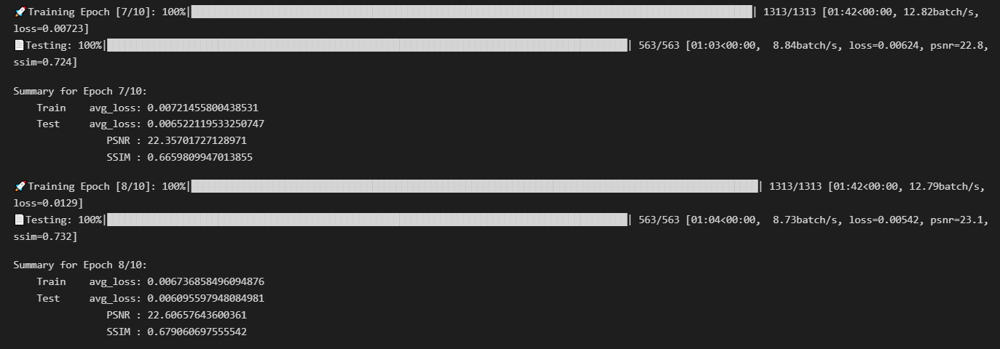 🚀Training Epoch [7/10]: 100%|██████████| 1313/1313 [01:42<00:00, 12.82batch/s,
loss=0.00723]
📄Testing: 100%|██████████| 563/563 [01:03<00:00,  8.84batch/s, loss=0.00624, psnr=22.8,
ssim=0.724]
Summary for Epoch 7/10:
Train    avg_loss: 0.00721455800438531
Test     avg_loss: 0.006522119533250747
PSNR : 22.35701727128971
SSIM : 0.6659809947013855
🚀Training Epoch [8/10]: 100%|██████████| 1313/1313 [01:42<00:00, 12.79batch/s,
loss=0.0129]
📄Testing: 100%|██████████| 563/563 [01:04<00:00,  8.73batch/s, loss=0.00542, psnr=23.1,
ssim=0.732]
Summary for Epoch 8/10:
Train    avg_loss: 0.006736858496094876
Test     avg_loss: 0.006095597948084981
PSNR : 22.60657643600361
SSIM : 0.679060697555542